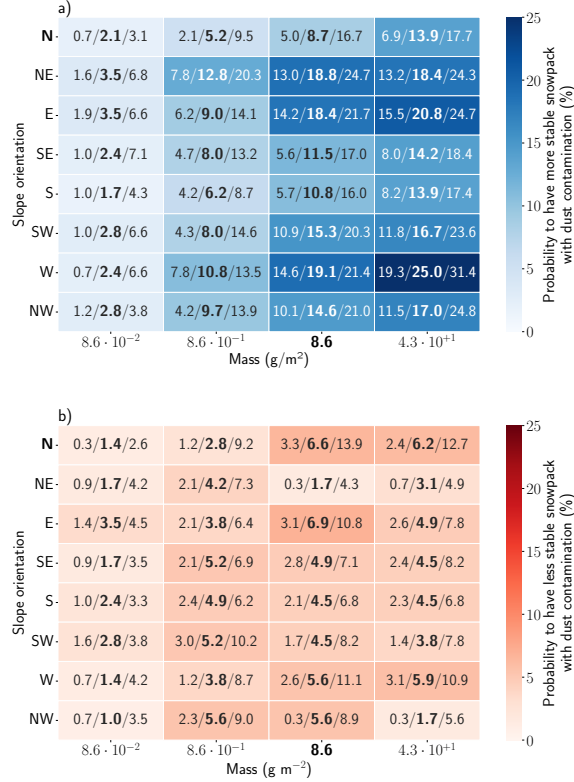 a)
N 0.7/2.1/3.1 2.1/5.2/9.5 5.0/8.7/16.7 6.9/13.9/17.7
NE 1.6/3.5/6.8 7.8/12.8/20.3 13.0/18.8/24.7 13.2/18.4/24.3
E 1.9/3.5/6.6 6.2/9.0/14.1 14.2/18.4/21.7 15.5/20.8/24.7
SE 1.0/2.4/7.1 4.7/8.0/13.2 5.6/11.5/17.0 8.0/14.2/18.4
S 1.0/1.7/4.3 4.2/6.2/8.7 5.7/10.8/16.0 8.2/13.9/17.4
SW 1.0/2.8/6.6 4.3/8.0/14.6 10.9/15.3/20.3 11.8/16.7/23.6
W 0.7/2.4/6.6 7.8/10.8/13.5 14.6/19.1/21.4 19.3/25.0/31.4
NW 1.2/2.8/3.8 4.2/9.7/13.9 10.1/14.6/21.0 11.5/17.0/24.8
8.6 · 10⁻² 8.6 · 10⁻¹ 8.6 4.3 · 10⁺¹
Mass (g/m²)
Slope orientation
25
20
15
10
5
0
Probability to have more stable snowpack
with dust contamination (%)
b)
N 0.3/1.4/2.6 1.2/2.8/9.2 3.3/6.6/13.9 2.4/6.2/12.7
NE 0.9/1.7/4.2 2.1/4.2/7.3 0.3/1.7/4.3 0.7/3.1/4.9
E 1.4/3.5/4.5 2.1/3.8/6.4 3.1/6.9/10.8 2.6/4.9/7.8
SE 0.9/1.7/3.5 2.1/5.2/6.9 2.8/4.9/7.1 2.4/4.5/8.2
S 1.0/2.4/3.3 2.4/4.9/6.2 2.1/4.5/6.8 2.3/4.5/6.8
SW 1.6/2.8/3.8 3.0/5.2/10.2 1.7/4.5/8.2 1.4/3.8/7.8
W 0.7/1.4/4.2 1.2/3.8/8.7 2.6/5.6/11.1 3.1/5.9/10.9
NW 0.7/1.0/3.5 2.3/5.6/9.0 0.3/5.6/8.9 0.3/1.7/5.6
8.6 · 10⁻² 8.6 · 10⁻¹ 8.6 4.3 · 10⁺¹
Mass (g m⁻²)
Slope orientation
25
20
15
10
5
0
Probability to have less stable snowpack
with dust contamination (%)